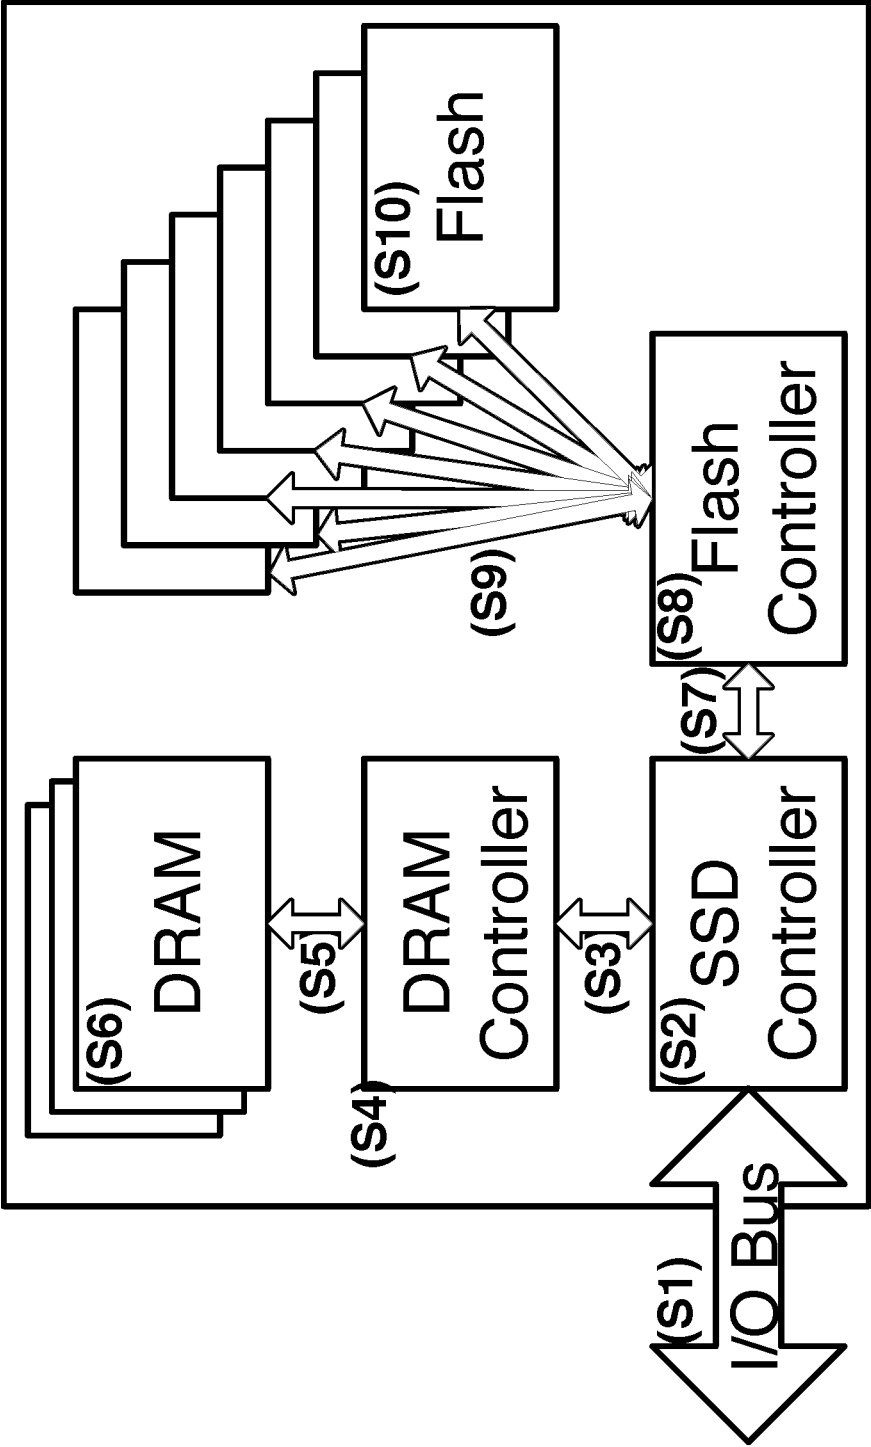 (S6)
DRAM
(S5)
(S4)
DRAM
Controller
(S3)
(S1)
I/O Bus
(S2)
SSD
Controller
(S7)
(S8)
Flash
Controller
(S9)
(S10)
Flash